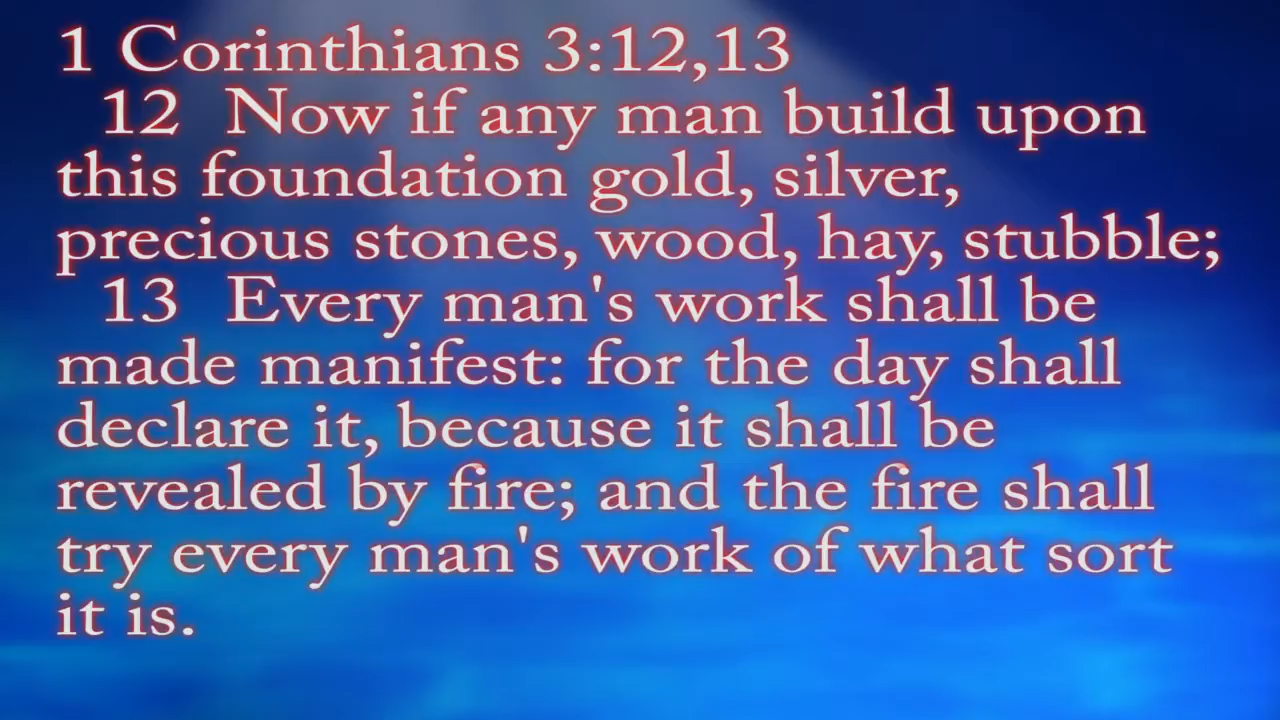 1 Corinthians 3:12,13
12 Now if any man build upon
this foundation gold, silver,
precious stones, wood, hay, stubble;
13 Every man's work shall be
made manifest: for the day shall
declare it, because it shall be
revealed by fire; and the fire shall
try every man's work of what sort
it is.